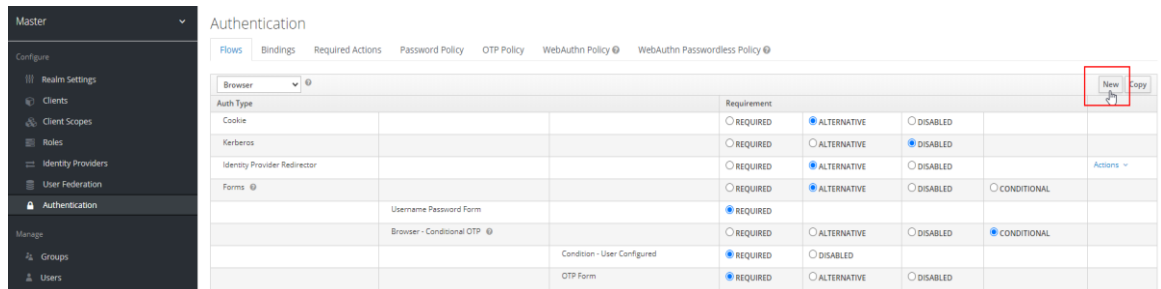 Master
Configure
Realm Settings
Clients
Client Scopes
Roles
Identity Providers
User Federation
Authentication
Manage
Groups
Users
Authentication
Flows Bindings Required Actions Password Policy OTP Policy WebAuthn Policy WebAuthn Passwordless Policy
Browser New Copy
Auth Type Requirement
Cookie REQUIRED ALTERNATIVE DISABLED
Kerberos REQUIRED ALTERNATIVE DISABLED
Identity Provider Redirector REQUIRED ALTERNATIVE DISABLED Actions
Forms REQUIRED ALTERNATIVE DISABLED CONDITIONAL
Username Password Form REQUIRED
Browser - Conditional OTP REQUIRED ALTERNATIVE DISABLED CONDITIONAL
Condition - User Configured REQUIRED DISABLED
OTP Form REQUIRED ALTERNATIVE DISABLED